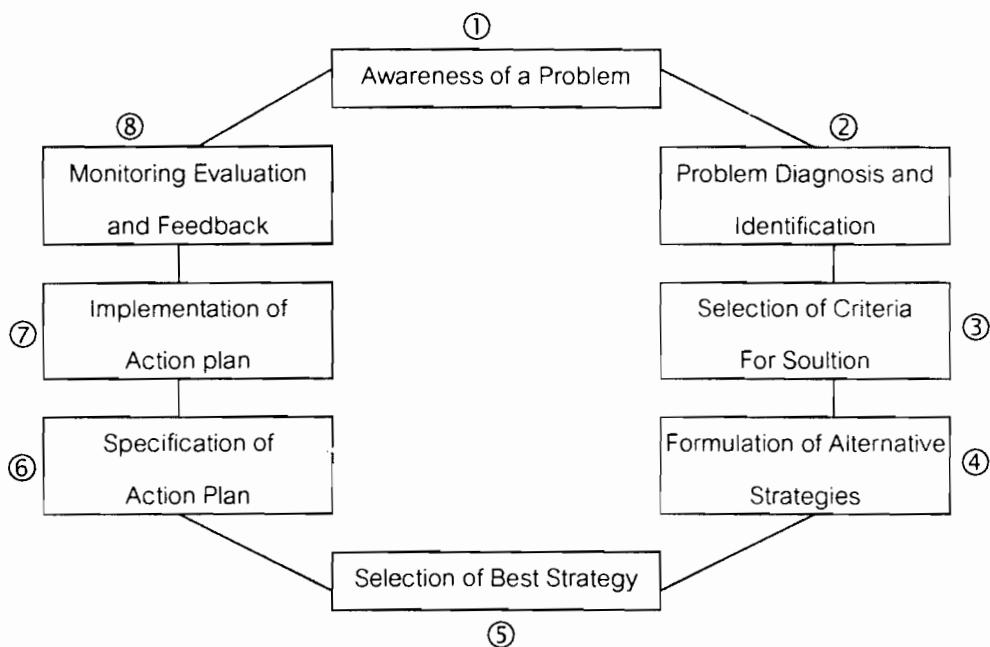 ①
Awareness of a Problem
②
Problem Diagnosis and
Identification
③
Selection of Criteria
For Soultion
④
Formulation of Alternative
Strategies
⑤
Selection of Best Strategy
⑥
Specification of
Action Plan
⑦
Implementation of
Action plan
⑧
Monitoring Evaluation
and Feedback